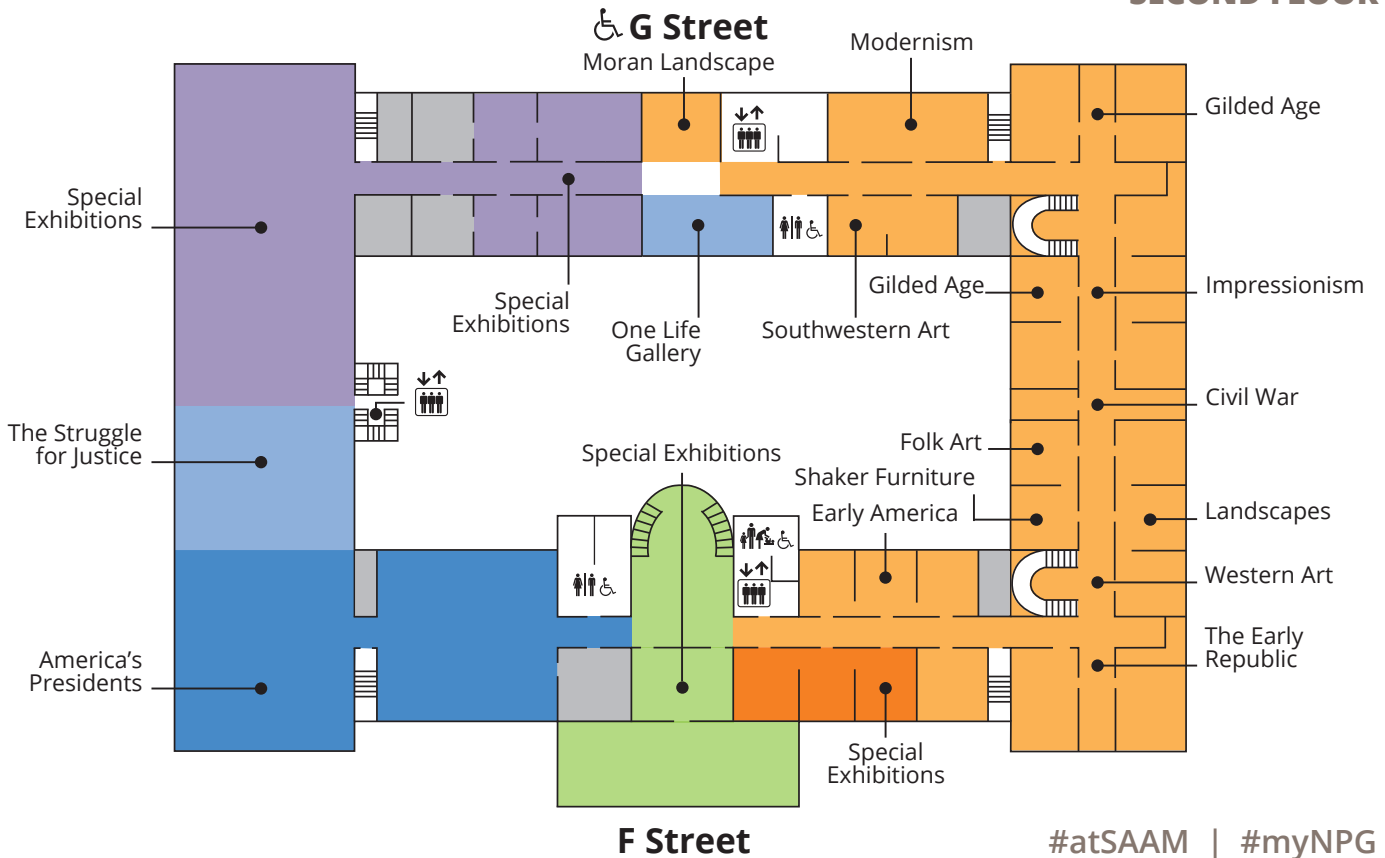 SECOND FLOOR
G Street
Moran Landscape
Modernism
Gilded Age
Special
Exhibitions
Special
Exhibitions
One Life
Gallery
Southwestern Art
Gilded Age
Impressionism
Civil War
The Struggle
for Justice
Special Exhibitions
Folk Art
Shaker Furniture
Early America
Landscapes
Western Art
The Early
Republic
America’s
Presidents
Special
Exhibitions
F Street
#atSAAM | #myNPG